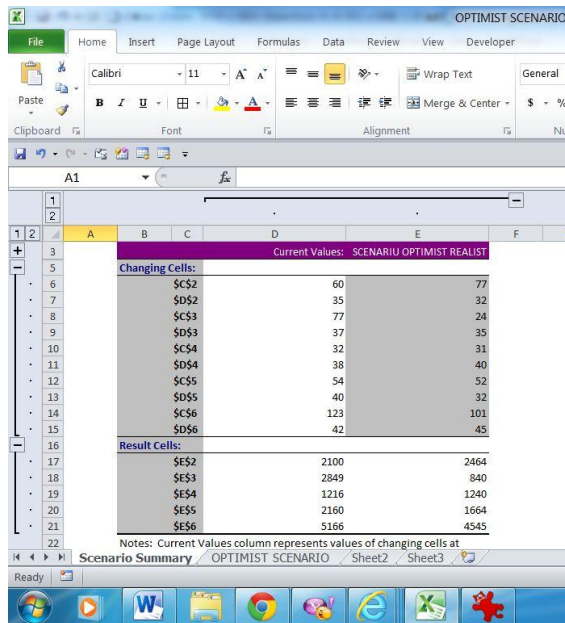 OPTIMIST SCENARIO
File Home Insert Page Layout Formulas Data Review View Developer
Paste
Calibri 11 A A Wrap Text General
B I U A Merge & Center $ %
Clipboard Font Alignment Nu
A1 fx
1
2
1 2 A B C D E F
3 Current Values: SCENARIU OPTIMIST REALIST
5 Changing Cells:
6 $C$2 60 77
7 $D$2 35 32
8 $C$3 77 24
9 $D$3 37 35
10 $C$4 32 31
11 $D$4 38 40
12 $C$5 54 52
13 $D$5 40 32
14 $C$6 123 101
15 $D$6 42 45
16 Result Cells:
17 $E$2 2100 2464
18 $E$3 2849 840
19 $E$4 1216 1240
20 $E$5 2160 1664
21 $E$6 5166 4545
22 Notes: Current Values column represents values of changing cells at
Scenario Summary OPTIMIST SCENARIO Sheet2 Sheet3
Ready